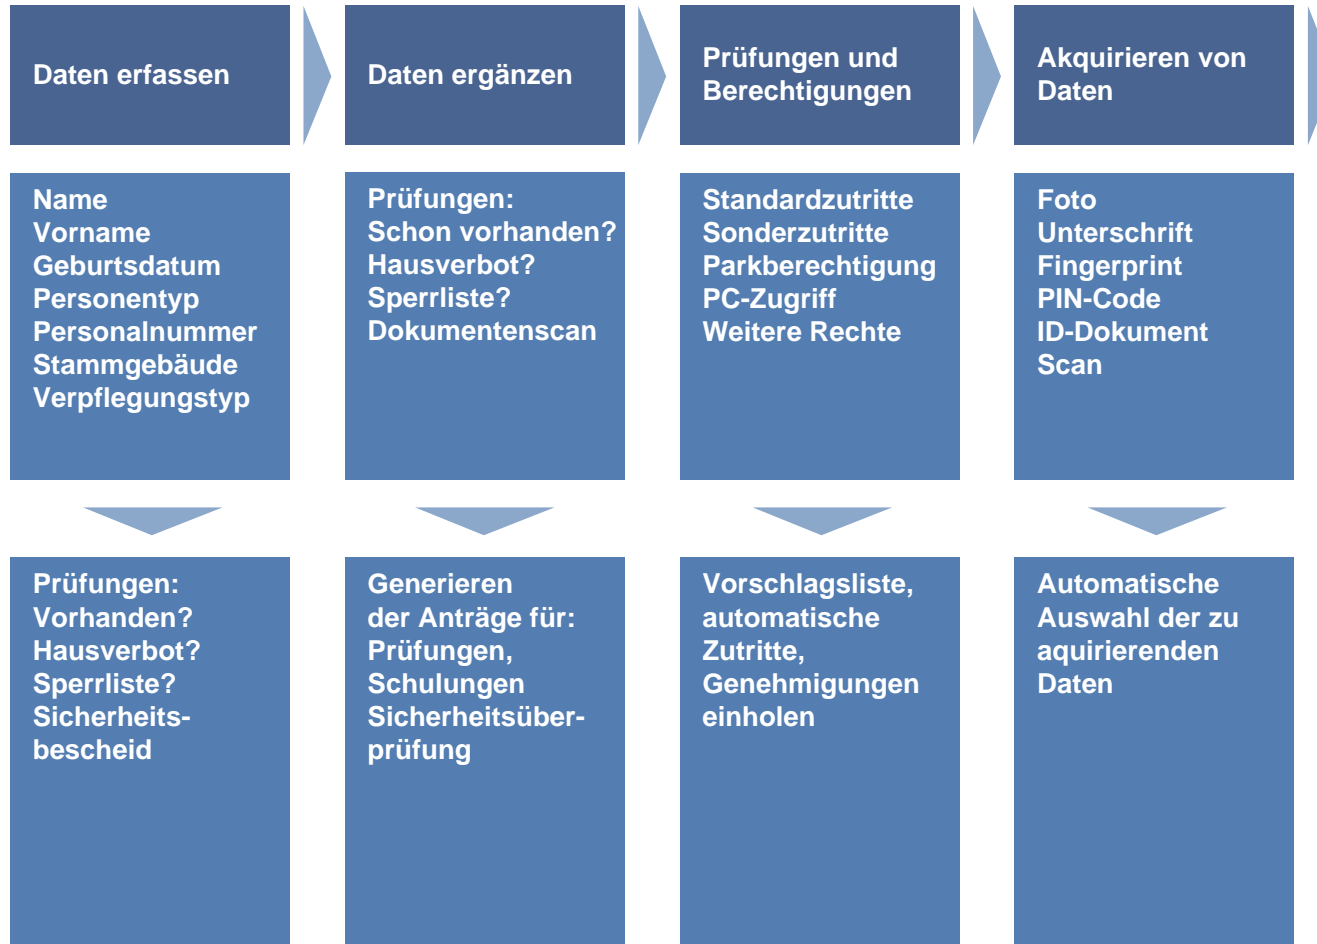 Daten erfassen
Daten ergänzen
Prüfungen und
Berechtigungen
Akquirieren von
Daten
Name
Vorname
Geburtsdatum
Personentyp
Personalnummer
Stammgebäude
Verpflegungstyp
Prüfungen:
Schon vorhanden?
Hausverbot?
Sperrliste?
Dokumentenscan
Standardzutritte
Sonderzutritte
Parkberechtigung
PC-Zugriff
Weitere Rechte
Foto
Unterschrift
Fingerprint
PIN-Code
ID-Dokument
Scan
Prüfungen:
Vorhanden?
Hausverbot?
Sperrliste?
Sicherheits-
bescheid
Generieren
der Anträge für:
Prüfungen,
Schulungen
Sicherheitsüber-
prüfung
Vorschlagsliste,
automatische
Zutritte,
Genehmigungen
einholen
Automatische
Auswahl der zu
aquirierenden
Daten